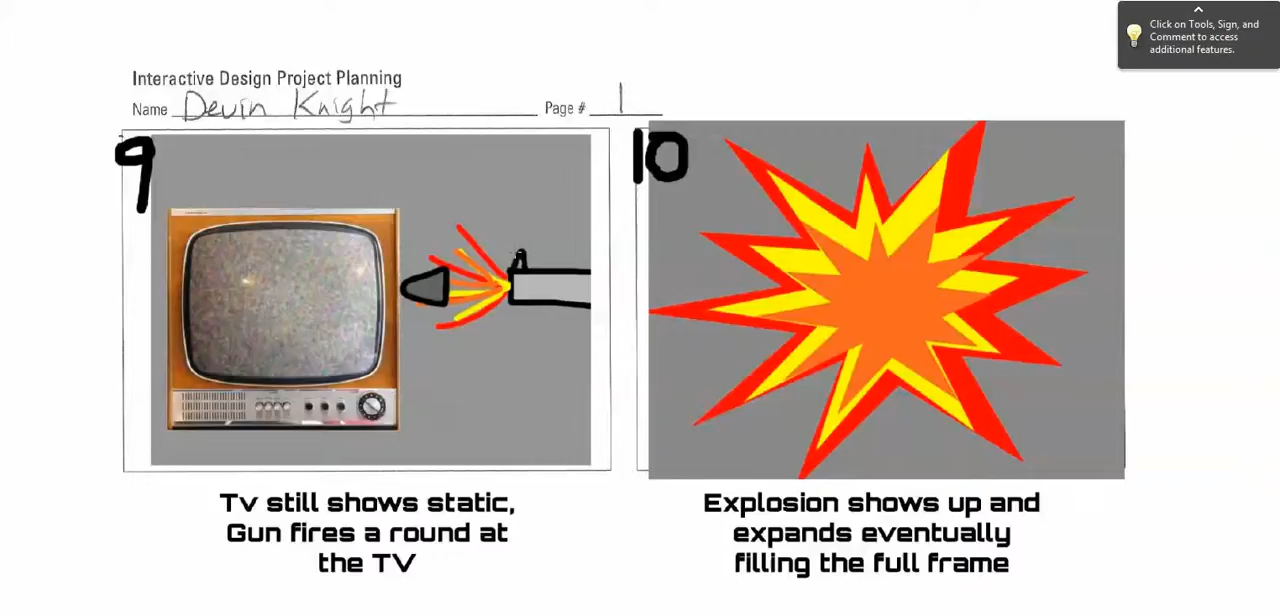 Click on Tools, Sign, and
Comment to access
additional features.
Interactive Design Project Planning
Name Devin Knight Page # 1
9
10
Tv still shows static,
Gun fires a round at
the TV
Explosion shows up and
expands eventually
filling the full frame